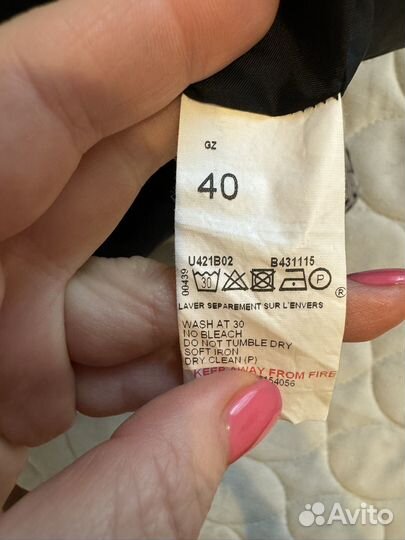 GZ
40
U421B02 B431115
00439
30
P
®
LAVER SEPAREMENT SUR L'ENVERS
WASH AT 30
NO BLEACH
DO NOT TUMBLE DRY
SOFT IRON
DRY CLEAN (P)
KEEP AWAY FROM FIRE
Avito